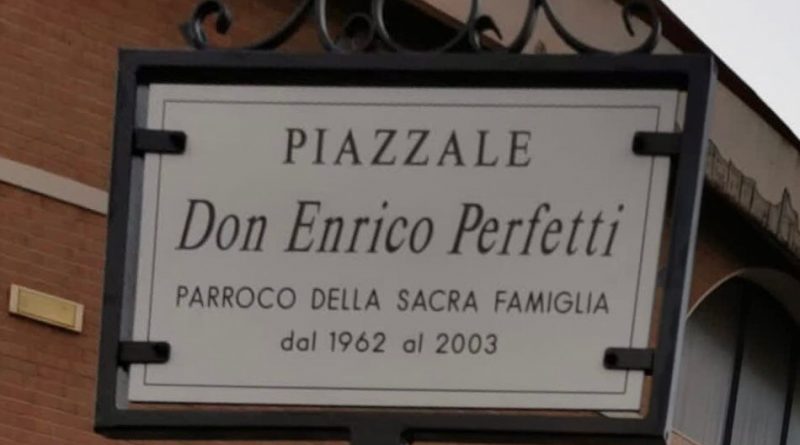 PIAZZALE
Don Enrico Perfetti
PARROCO DELLA SACRA FAMIGLIA
dal 1962 al 2003